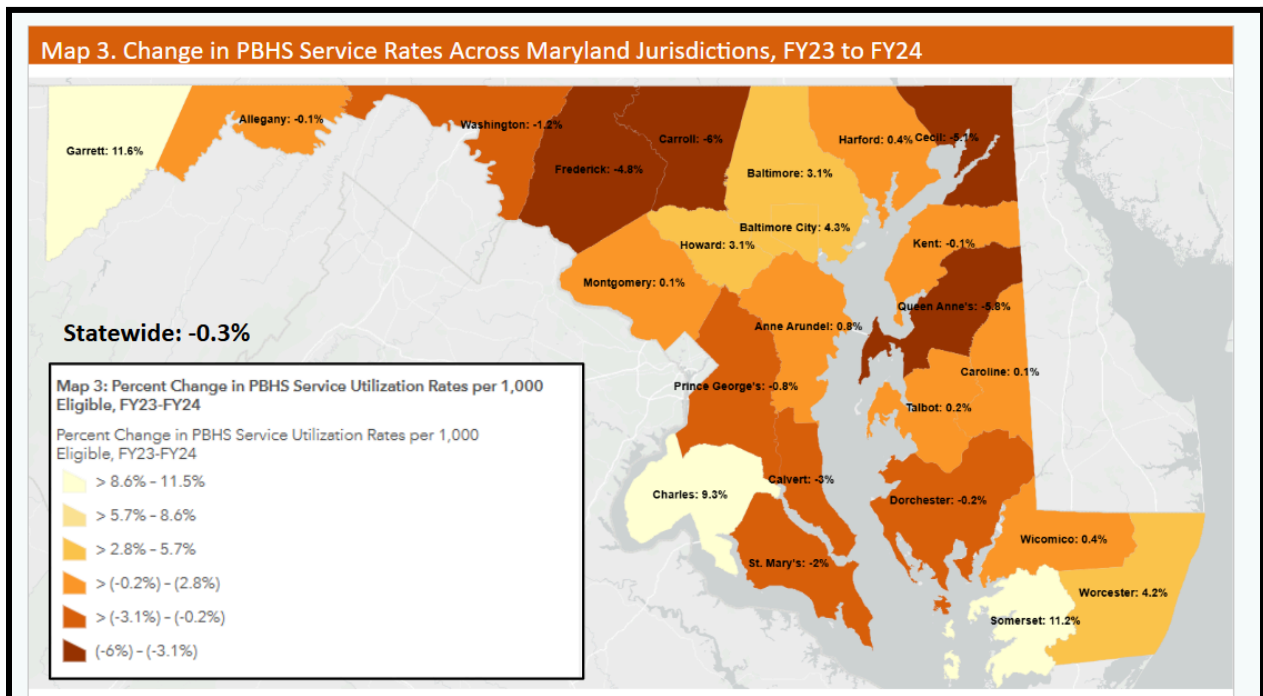 Map 3. Change in PBHS Service Rates Across Maryland Jurisdictions, FY23 to FY24
Garrett: 11.6%
Allegany: -0.1%
Washington: -1.2%
Frederick: -4.8%
Carroll: -6%
Baltimore: 3.1%
Harford: 0.4%
Cecil: -5.1%
Baltimore City: 4.3%
Howard: 3.1%
Kent: -0.1%
Montgomery: 0.1%
Queen Anne's: -5.8%
Anne Arundel: 0.8%
Prince George's: -0.8%
Caroline: 0.1%
Talbot: 0.2%
Calvert: -3%
Charles: 9.3%
Dorchester: -0.2%
Wicomico: 0.4%
St. Mary's: -2%
Worcester: 4.2%
Somerset: 11.2%
Statewide: -0.3%
Map 3: Percent Change in PBHS Service Utilization Rates per 1,000
Eligible, FY23-FY24
Percent Change in PBHS Service Utilization Rates per 1,000
Eligible, FY23-FY24
> 8.6% – 11.5%
> 5.7% – 8.6%
> 2.8% – 5.7%
> (-0.2%) – (2.8%)
> (-3.1%) – (-0.2%)
(-6%) – (-3.1%)